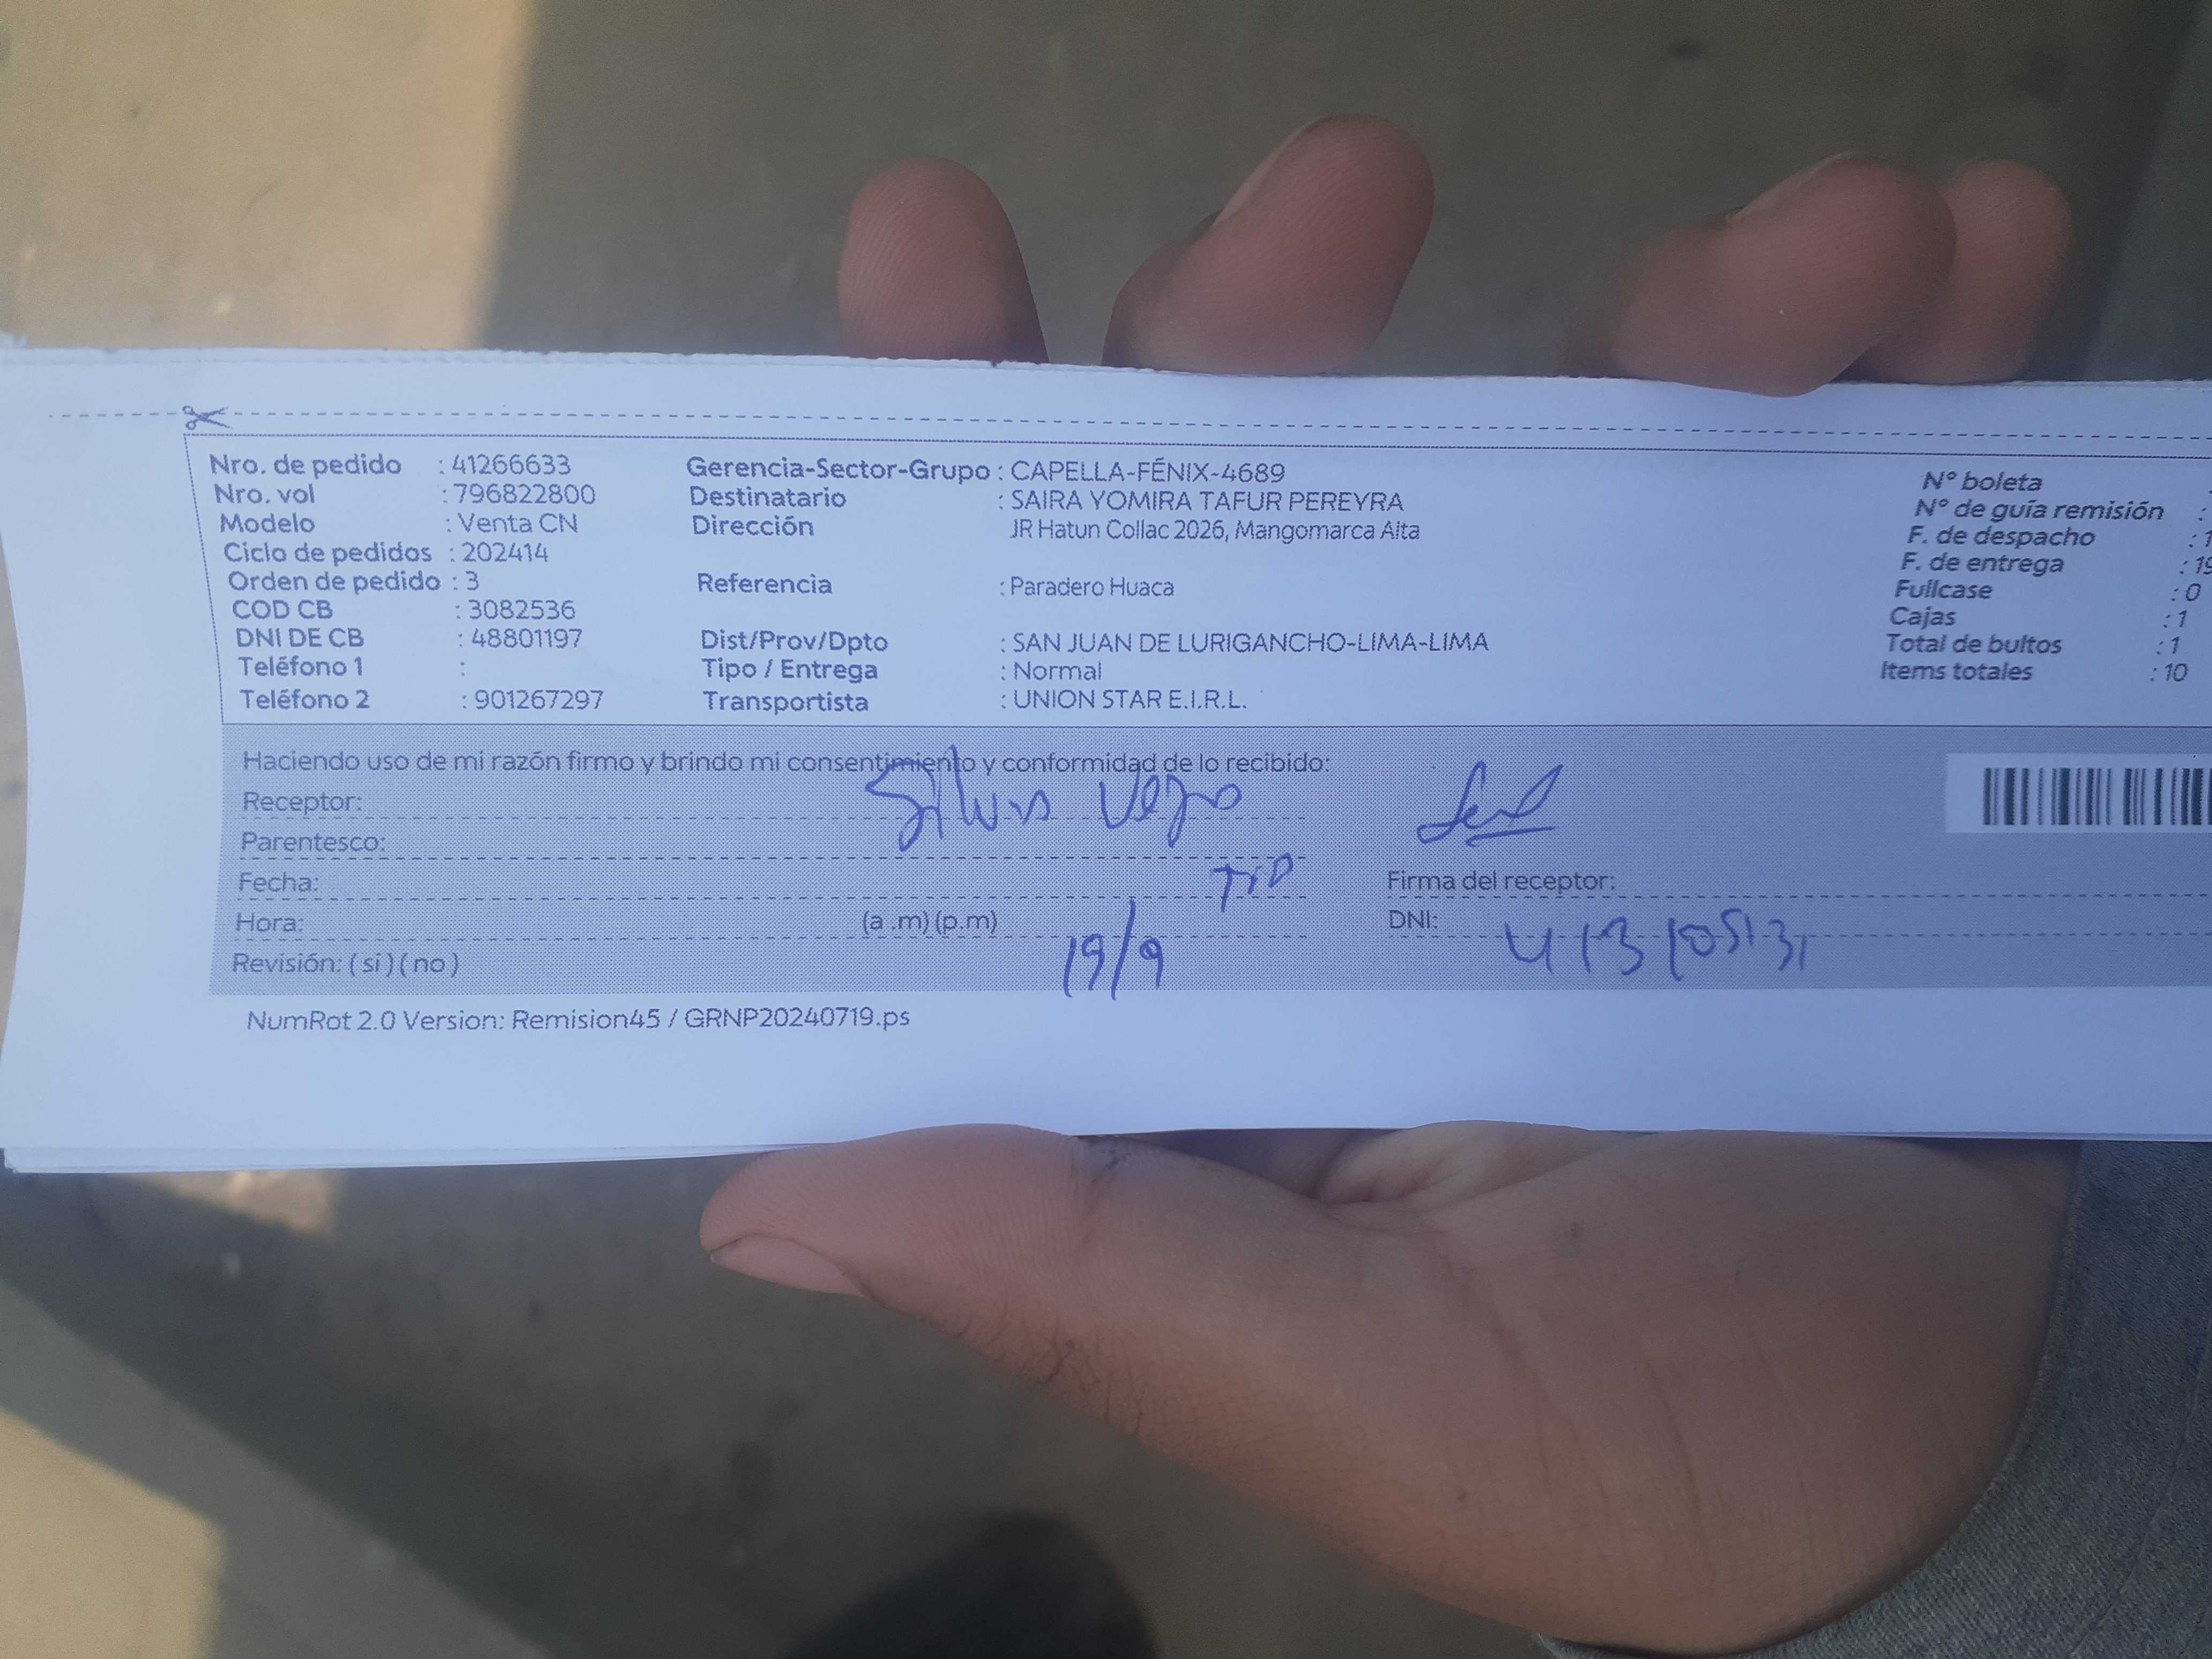 Nro. de pedido : 41266633
Nro. vol : 796822800
Modelo : Venta CN
Ciclo de pedidos : 202414
Orden de pedido : 3
COD CB : 3082536
DNI DE CB : 48801197
Teléfono 1 :
Teléfono 2 : 901267297
Gerencia-Sector-Grupo : CAPELLA-FÉNIX-4689
Destinatario : SAIRA YOMIRA TAFUR PEREYRA
Dirección JR Hatun Collac 2026, Mangomarca Alta
Referencia : Paradero Huaca
Dist/Prov/Dpto : SAN JUAN DE LURIGANCHO-LIMA-LIMA
Tipo / Entrega : Normal
Transportista : UNION STAR E.I.R.L.
N° boleta :
N° de guía remisión :
F. de despacho : 1
F. de entrega : 19
Fullcase : 0
Cajas : 1
Total de bultos : 1
Items totales : 10
Haciendo uso de mi razón firmo y brindo mi consentimiento y conformidad de lo recibido:
Receptor: Silvia Vega
Parentesco:
Fecha:
Hora: (a .m) (p.m)
19/9
Revisión: ( si ) ( no )
Firma del receptor:
DNI:
NumRot 2.0 Version: Remision45 / GRNP20240719.ps